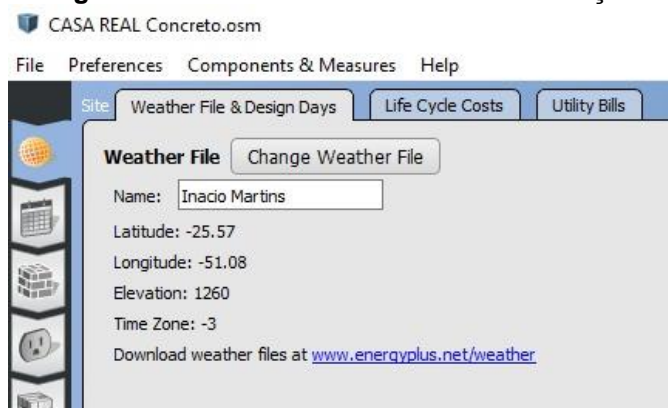 CASA REAL Concreto.osm
File Preferences Components & Measures Help
Site Weather File & Design Days Life Cycle Costs Utility Bills
Weather File Change Weather File
Name: Inacio Martins
Latitude: -25.57
Longitude: -51.08
Elevation: 1260
Time Zone: -3
Download weather files at www.energyplus.net/weather